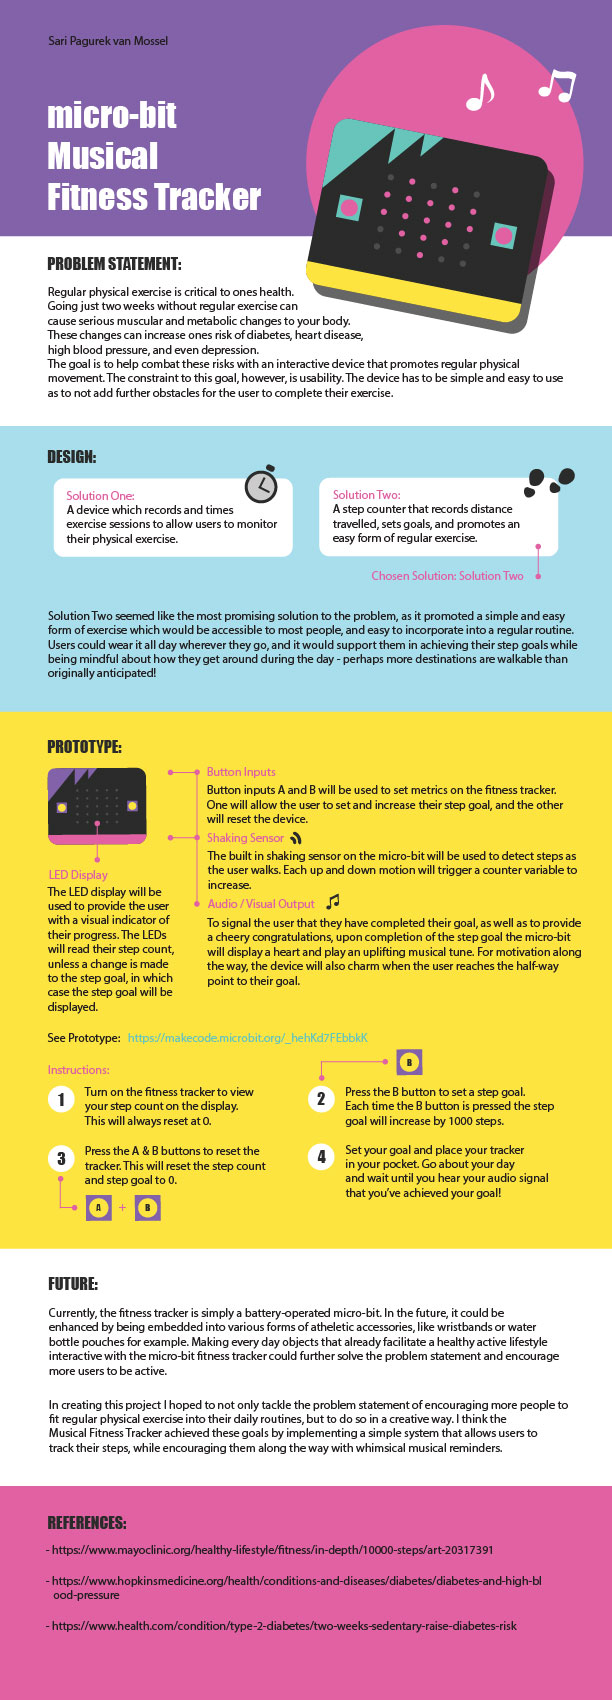 Sari Pagurek van Mossel
micro-bit
Musical
Fitness Tracker
PROBLEM STATEMENT:
Regular physical exercise is critical to ones health.
Going just two weeks without regular exercise can
cause serious muscular and metabolic changes to your body.
These changes can increase ones risk of diabetes, heart disease,
high blood pressure, and even depression.
The goal is to help combat these risks with an interactive device that promotes regular physical
movement. The constraint to this goal, however, is usability. The device has to be simple and easy to use
as to not add further obstacles for the user to complete their exercise.
DESIGN:
Solution One:
A device which records and times
exercise sessions to allow users to monitor
their physical exercise.
Solution Two:
A step counter that records distance
travelled, sets goals, and promotes an
easy form of regular exercise.
Chosen Solution: Solution Two
Solution Two seemed like the most promising solution to the problem, as it promoted a simple and easy
form of exercise which would be accessible to most people, and easy to incorporate into a regular routine.
Users could wear it all day wherever they go, and it would support them in achieving their step goals while
being mindful about how they get around during the day - perhaps more destinations are walkable than
originally anticipated!
PROTOTYPE:
LED Display
The LED display will be
used to provide the user
with a visual indicator of
their progress. The LEDs
will read their step count,
unless a change is made
to the step goal, in which
case the step goal will be
displayed.
Button Inputs
Button inputs A and B will be used to set metrics on the fitness tracker.
One will allow the user to set and increase their step goal, and the other
will reset the device.
Shaking Sensor
The built in shaking sensor on the micro-bit will be used to detect steps as
the user walks. Each up and down motion will trigger a counter variable to
increase.
Audio / Visual Output
To signal the user that they have completed their goal, as well as to provide
a cheery congratulations, upon completion of the step goal the micro-bit
will display a heart and play an uplifting musical tune. For motivation along
the way, the device will also charm when the user reaches the half-way
point to their goal.
See Prototype: https://makecode.microbit.org/_hehKd7FEbbkK
Instructions:
1
Turn on the fitness tracker to view
your step count on the display.
This will always reset at 0.
B
2
Press the B button to set a step goal.
Each time the B button is pressed the step
goal will increase by 1000 steps.
3
Press the A & B buttons to reset the
tracker. This will reset the step count
and step goal to 0.
A + B
4
Set your goal and place your tracker
in your pocket. Go about your day
and wait until you hear your audio signal
that you've achieved your goal!
FUTURE:
Currently, the fitness tracker is simply a battery-operated micro-bit. In the future, it could be
enhanced by being embedded into various forms of atheletic accessories, like wristbands or water
bottle pouches for example. Making every day objects that already facilitate a healthy active lifestyle
interactive with the micro-bit fitness tracker could further solve the problem statement and encourage
more users to be active.
In creating this project I hoped to not only tackle the problem statement of encouraging more people to
fit regular physical exercise into their daily routines, but to do so in a creative way. I think the
Musical Fitness Tracker achieved these goals by implementing a simple system that allows users to
track their steps, while encouraging them along the way with whimsical musical reminders.
REFERENCES:
- https://www.mayoclinic.org/healthy-lifestyle/fitness/in-depth/10000-steps/art-20317391
- https://www.hopkinsmedicine.org/health/conditions-and-diseases/diabetes/diabetes-and-high-bl
ood-pressure
- https://www.health.com/condition/type-2-diabetes/two-weeks-sedentary-raise-diabetes-risk